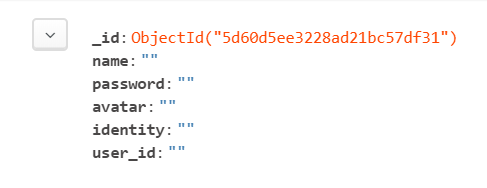 _id: ObjectId("5d60d5ee3228ad21bc57df31")
name: ""
password: ""
avatar: ""
identity: ""
user_id: ""